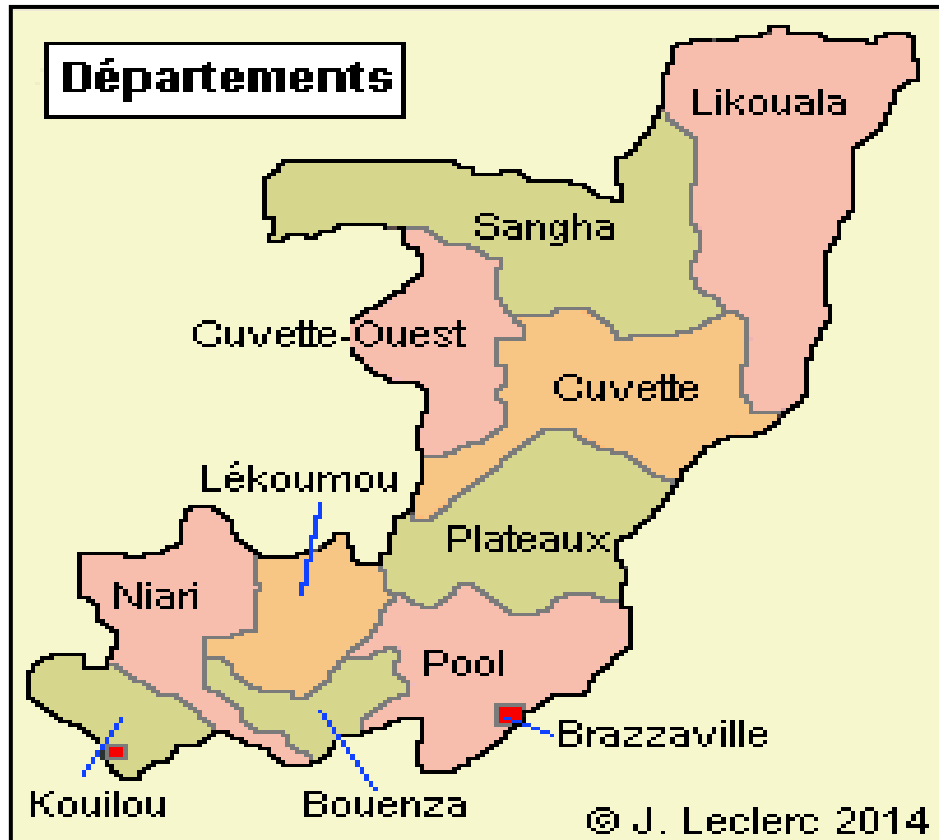 Départements
Likouala
Sangha
Cuvette-Ouest
Cuvette
Lékoumou
Plateaux
Niari
Pool
Brazzaville
Kouilou
Bouenza
© J. Leclerc 2014